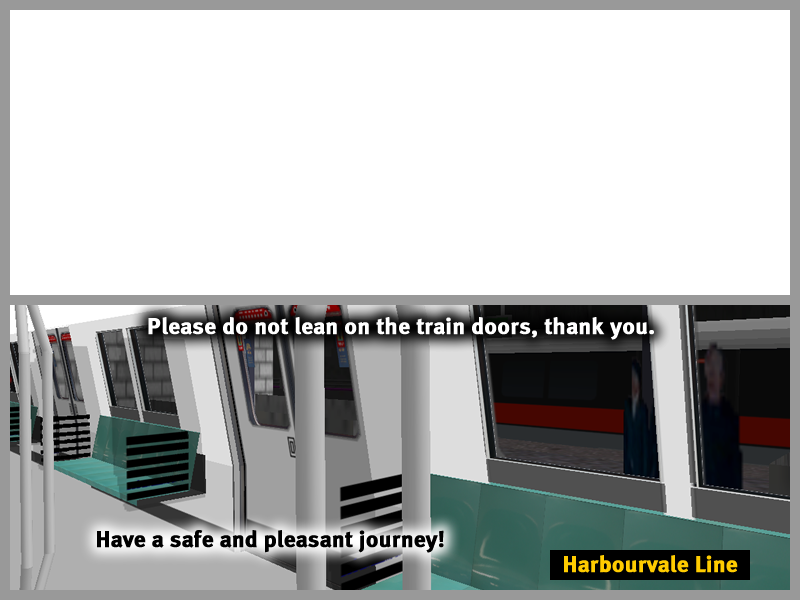 Please do not lean on the train doors, thank you.
Have a safe and pleasant journey!
Harbourvale Line